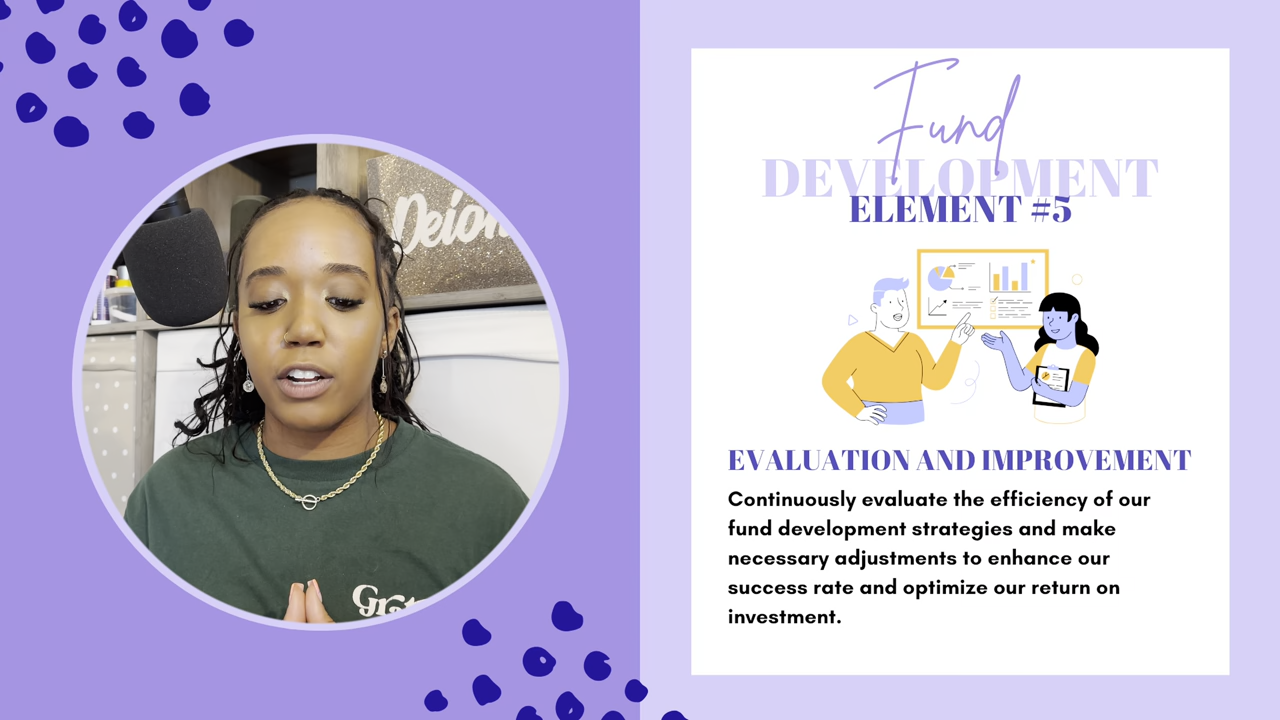 Fund
DEVELOPMENT
ELEMENT #5
EVALUATION AND IMPROVEMENT
Continuously evaluate the efficiency of our
fund development strategies and make
necessary adjustments to enhance our
success rate and optimize our return on
investment.